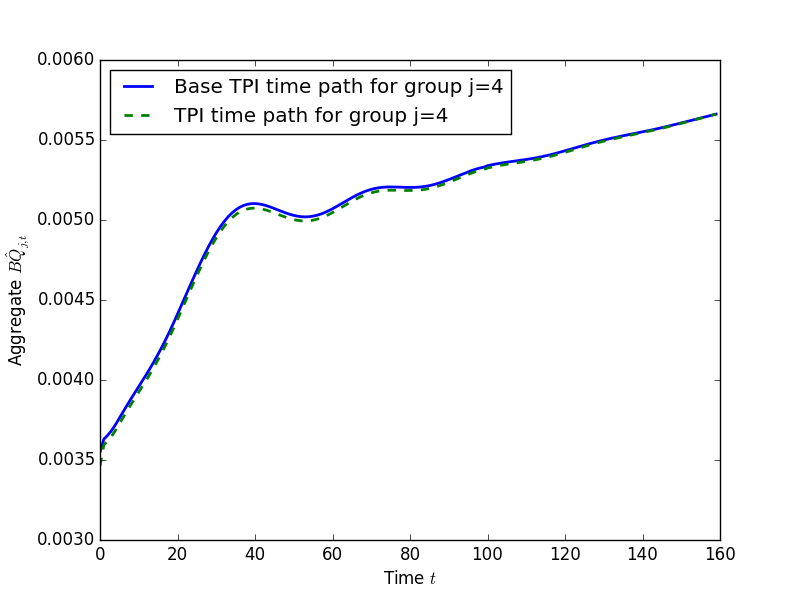 0.0060
Base TPI time path for group j=4
TPI time path for group j=4
0.0055
0.0050
0.0045
0.0040
0.0035
0.0030
Aggregate $\hat{BQ}_{j,t}$
0 20 40 60 80 100 120 140 160
Time t